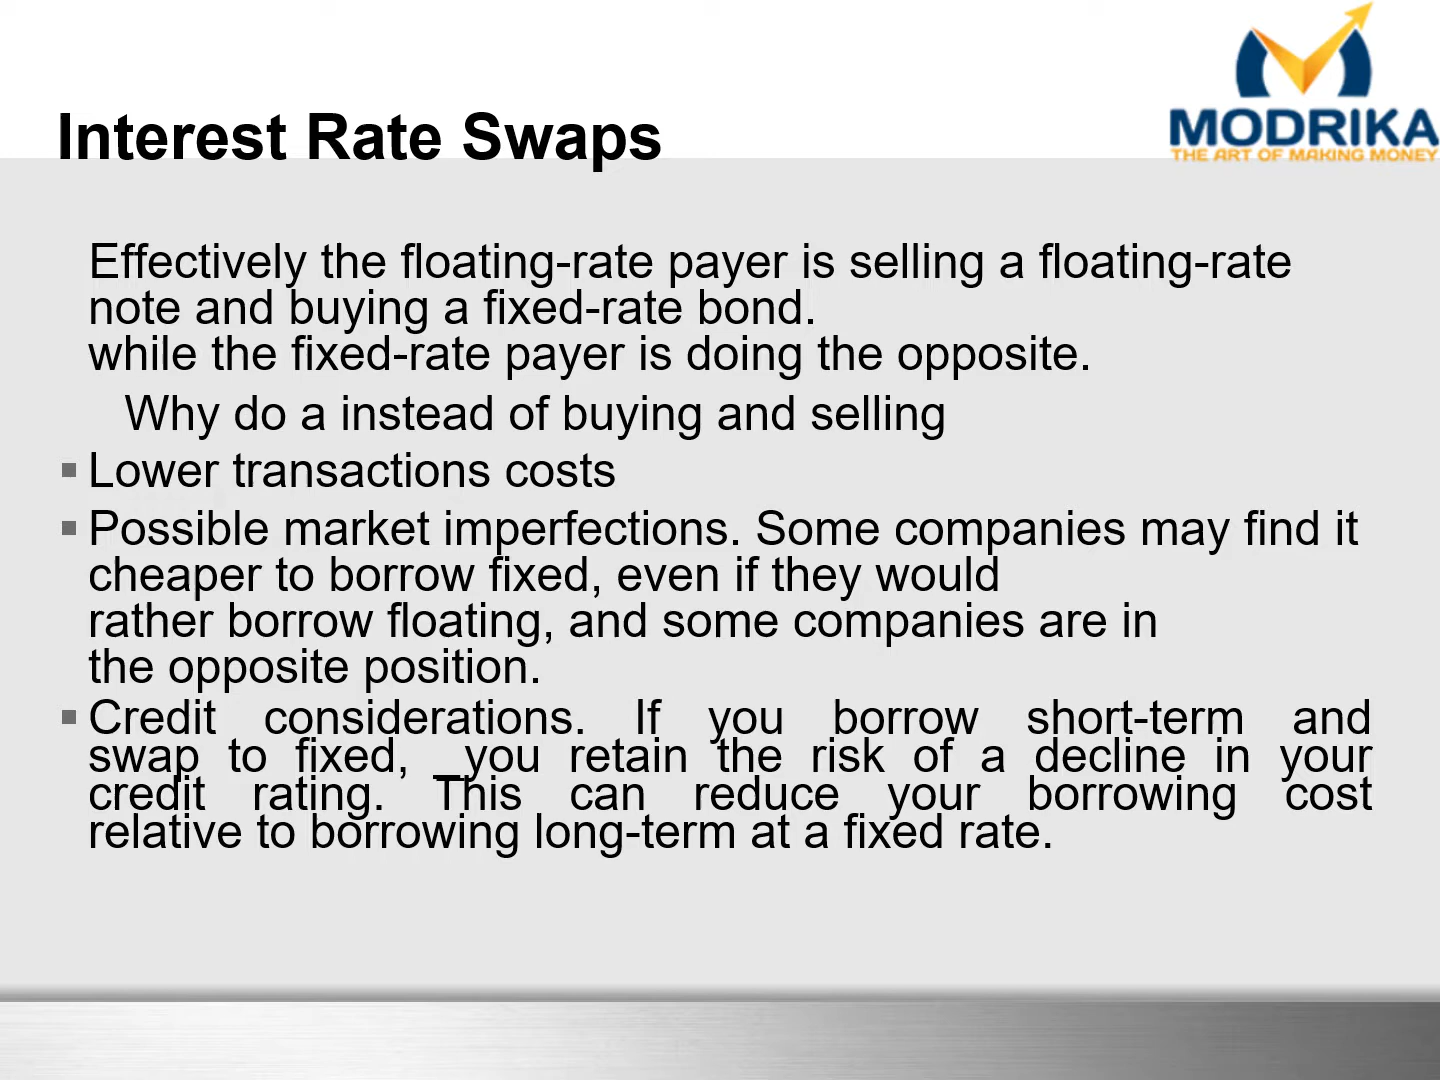 MODRIKA
THE ART OF MAKING MONEY
Interest Rate Swaps
Effectively the floating-rate payer is selling a floating-rate
note and buying a fixed-rate bond.
while the fixed-rate payer is doing the opposite.
Why do a instead of buying and selling
▪ Lower transactions costs
▪ Possible market imperfections. Some companies may find it
cheaper to borrow fixed, even if they would
rather borrow floating, and some companies are in
the opposite position.
▪ Credit considerations. If you borrow short-term and
swap to fixed, _you retain the risk of a decline in your
credit rating. This can reduce your borrowing cost
relative to borrowing long-term at a fixed rate.